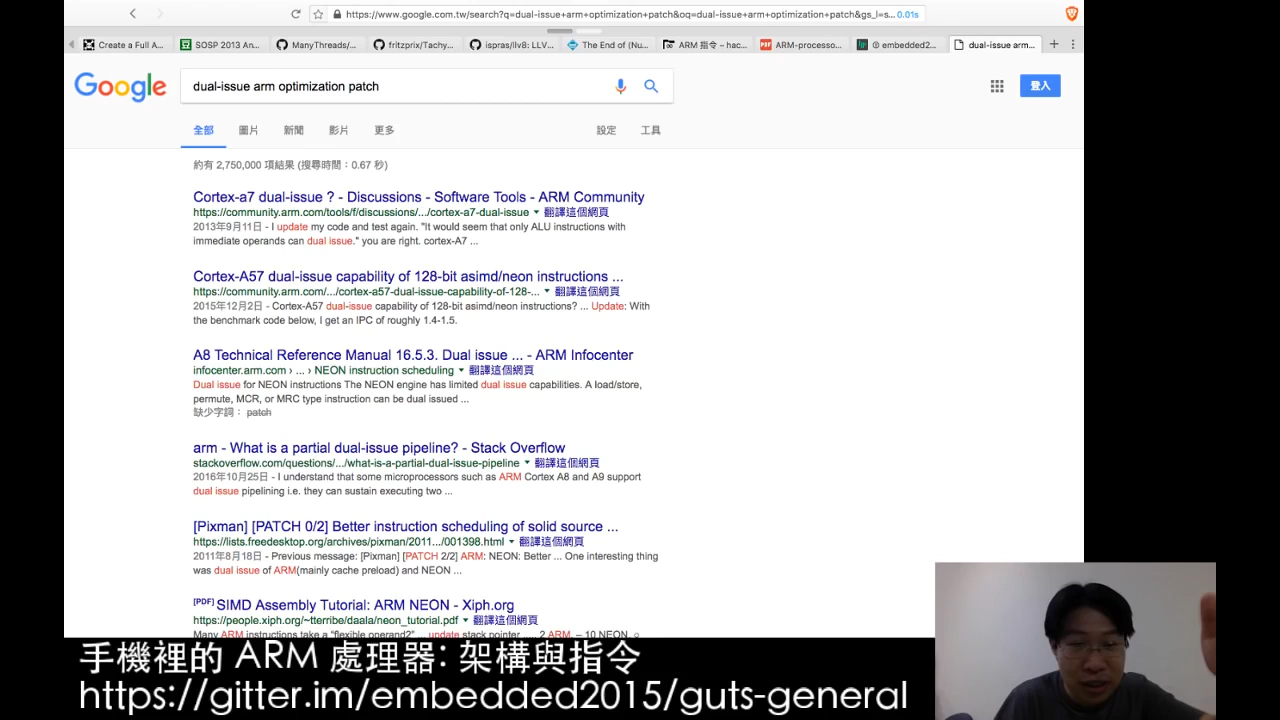 https://www.google.com.tw/search?q=dual-issue+arm+optimization+patch&oq=dual-issue+arm+optimization+patch&gs_l=s... 0.01s
Create a Full A... SOSP 2013 An... ManyThreads/... fritzprix/Tachy... ispras/llv8: LLV... The End of (Nu... ARM 指令 – hac... ARM-processo... embedded2... dual-issue arm...
Google dual-issue arm optimization patch 登入
全部 圖片 新聞 影片 更多 設定 工具
約有 2,750,000 項結果 (搜尋時間：0.67 秒)
Cortex-a7 dual-issue ? - Discussions - Software Tools - ARM Community
https://community.arm.com/tools/f/discussions/.../cortex-a7-dual-issue 翻譯這個網頁
2013年9月11日 - I update my code and test again. "It would seem that only ALU instructions with
immediate operands can dual issue." you are right. cortex-A7 ...
Cortex-A57 dual-issue capability of 128-bit asimd/neon instructions ...
https://community.arm.com/.../cortex-a57-dual-issue-capability-of-128-... 翻譯這個網頁
2015年12月2日 - Cortex-A57 dual-issue capability of 128-bit asimd/neon instructions? ... Update: With
the benchmark code below, I get an IPC of roughly 1.4-1.5.
A8 Technical Reference Manual 16.5.3. Dual issue ... - ARM Infocenter
infocenter.arm.com › ... › NEON instruction scheduling 翻譯這個網頁
Dual issue for NEON instructions The NEON engine has limited dual issue capabilities. A load/store,
permute, MCR, or MRC type instruction can be dual issued ...
缺少字詞： patch
arm - What is a partial dual-issue pipeline? - Stack Overflow
stackoverflow.com/questions/.../what-is-a-partial-dual-issue-pipeline 翻譯這個網頁
2016年10月25日 - I understand that some microprocessors such as ARM Cortex A8 and A9 support
dual issue pipelining i.e. they can sustain executing two ...
[Pixman] [PATCH 0/2] Better instruction scheduling of solid source ...
https://lists.freedesktop.org/archives/pixman/2011.../001398.html 翻譯這個網頁
2011年8月18日 - Previous message: [Pixman] [PATCH 2/2] ARM: NEON: Better ... One interesting thing
was dual issue of ARM(mainly cache preload) and NEON ...
[PDF] SIMD Assembly Tutorial: ARM NEON - Xiph.org
https://people.xiph.org/~tterribe/daala/neon_tutorial.pdf 翻譯這個網頁
Many ARM instructions take a "flexible operand2" ... update stack pointer ..... 2 ARM. – 10 NEON. ○
手機裡的 ARM 處理器: 架構與指令
https://gitter.im/embedded2015/guts-general